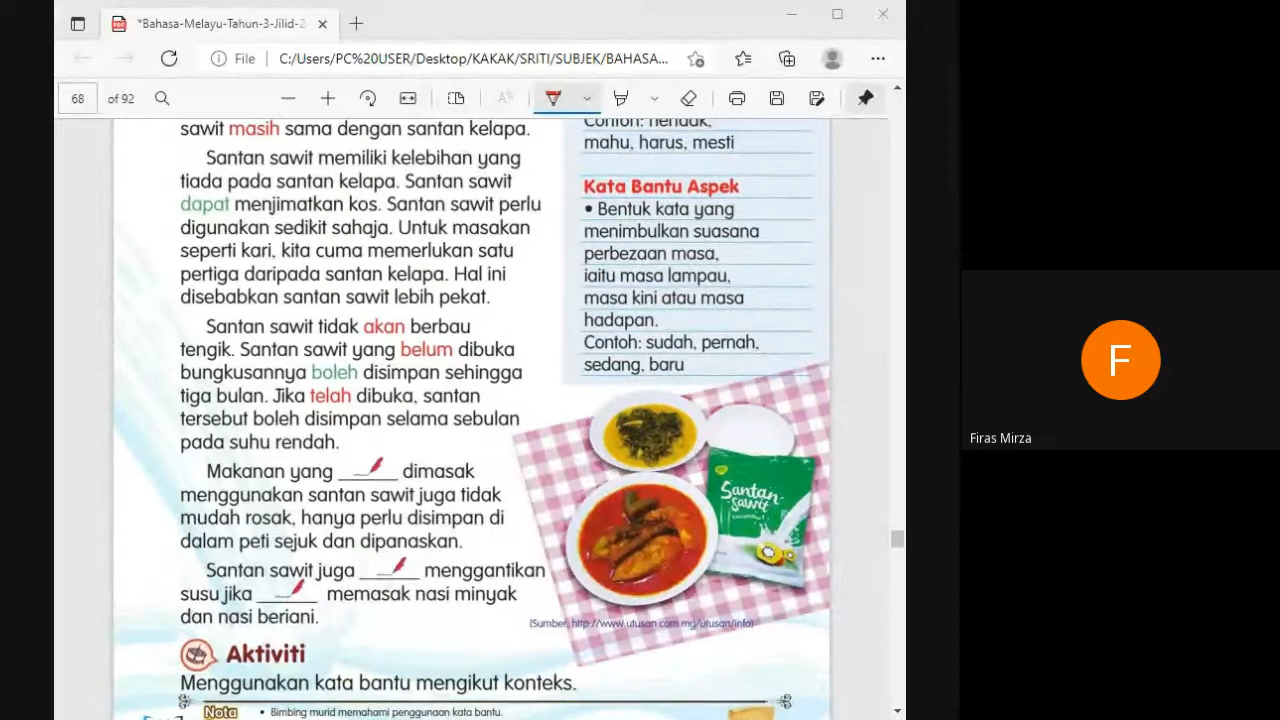 *Bahasa-Melayu-Tahun-3-Jilid-2
File
C:/Users/PC%20USER/Desktop/KAKAK/SRITI/SUBJEK/BAHASA...
68 of 92
sawit masih sama dengan santan kelapa.
Santan sawit memiliki kelebihan yang
tiada pada santan kelapa. Santan sawit
dapat menjimatkan kos. Santan sawit perlu
digunakan sedikit sahaja. Untuk masakan
seperti kari, kita cuma memerlukan satu
pertiga daripada santan kelapa. Hal ini
disebabkan santan sawit lebih pekat.
Santan sawit tidak akan berbau
tengik. Santan sawit yang belum dibuka
bungkusannya boleh disimpan sehingga
tiga bulan. Jika telah dibuka, santan
tersebut boleh disimpan selama sebulan
pada suhu rendah.
Makanan yang ______ dimasak
menggunakan santan sawit juga tidak
mudah rosak, hanya perlu disimpan di
dalam peti sejuk dan dipanaskan.
Santan sawit juga ______ menggantikan
susu jika ______ memasak nasi minyak
dan nasi beriani.
Contoh: hendak,
mahu, harus, mesti
Kata Bantu Aspek
• Bentuk kata yang
menimbulkan suasana
perbezaan masa,
iaitu masa lampau,
masa kini atau masa
hadapan.
Contoh: sudah, pernah,
sedang, baru
Santan
sawit
(Sumber, http://www.utusan.com.mg/utusan/info)
Aktiviti
Menggunakan kata bantu mengikut konteks.
Nota
• Bimbing murid memahami penggunaan kata bantu.
F
Firas Mirza